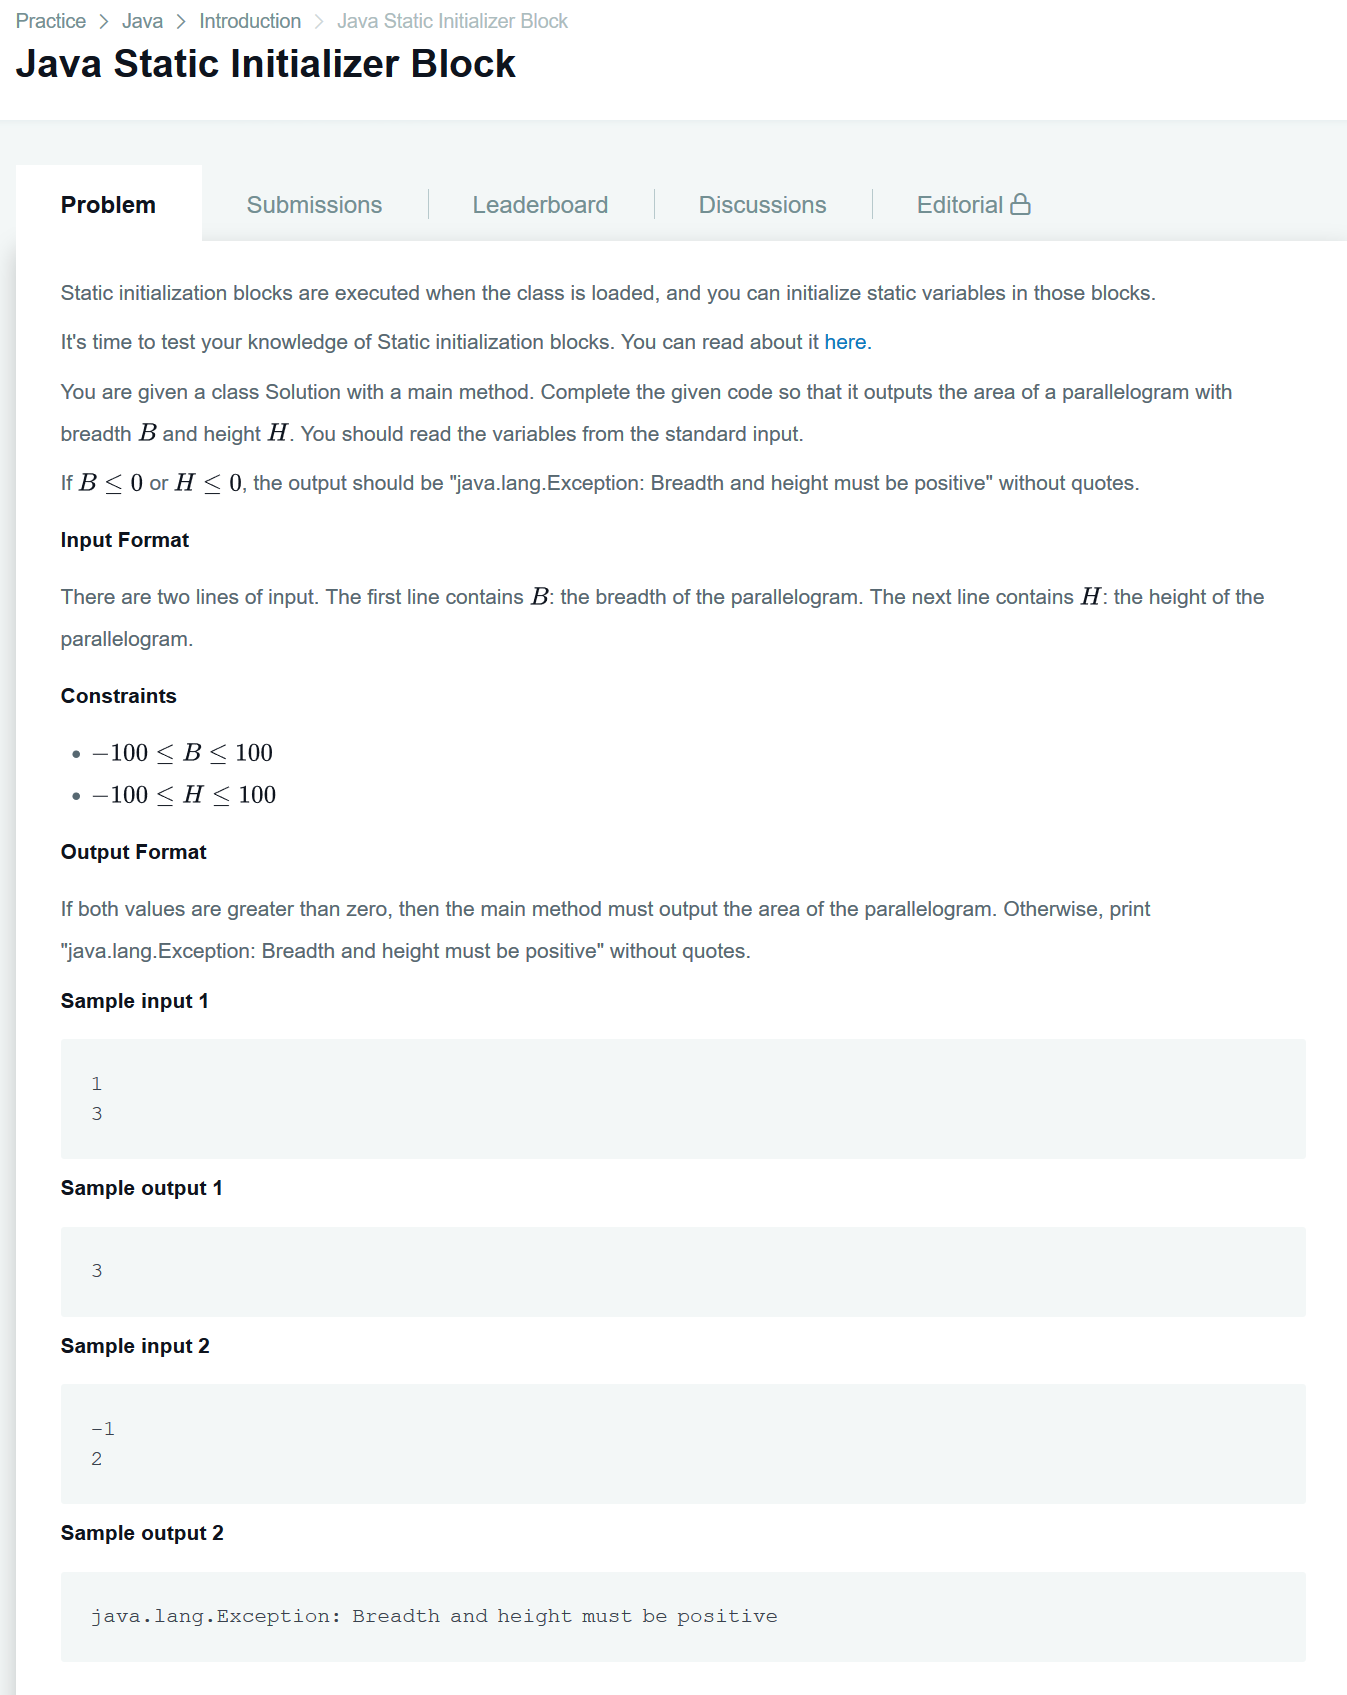 Practice > Java > Introduction > Java Static Initializer Block
Java Static Initializer Block
Problem
Submissions
Leaderboard
Discussions
Editorial
Static initialization blocks are executed when the class is loaded, and you can initialize static variables in those blocks.
It's time to test your knowledge of Static initialization blocks. You can read about it here.
You are given a class Solution with a main method. Complete the given code so that it outputs the area of a parallelogram with
breadth B and height H. You should read the variables from the standard input.
If B ≤ 0 or H ≤ 0, the output should be "java.lang.Exception: Breadth and height must be positive" without quotes.
Input Format
There are two lines of input. The first line contains B: the breadth of the parallelogram. The next line contains H: the height of the
parallelogram.
Constraints
• −100 ≤ B ≤ 100
• −100 ≤ H ≤ 100
Output Format
If both values are greater than zero, then the main method must output the area of the parallelogram. Otherwise, print
"java.lang.Exception: Breadth and height must be positive" without quotes.
Sample input 1
1
3
Sample output 1
3
Sample input 2
-1
2
Sample output 2
java.lang.Exception: Breadth and height must be positive